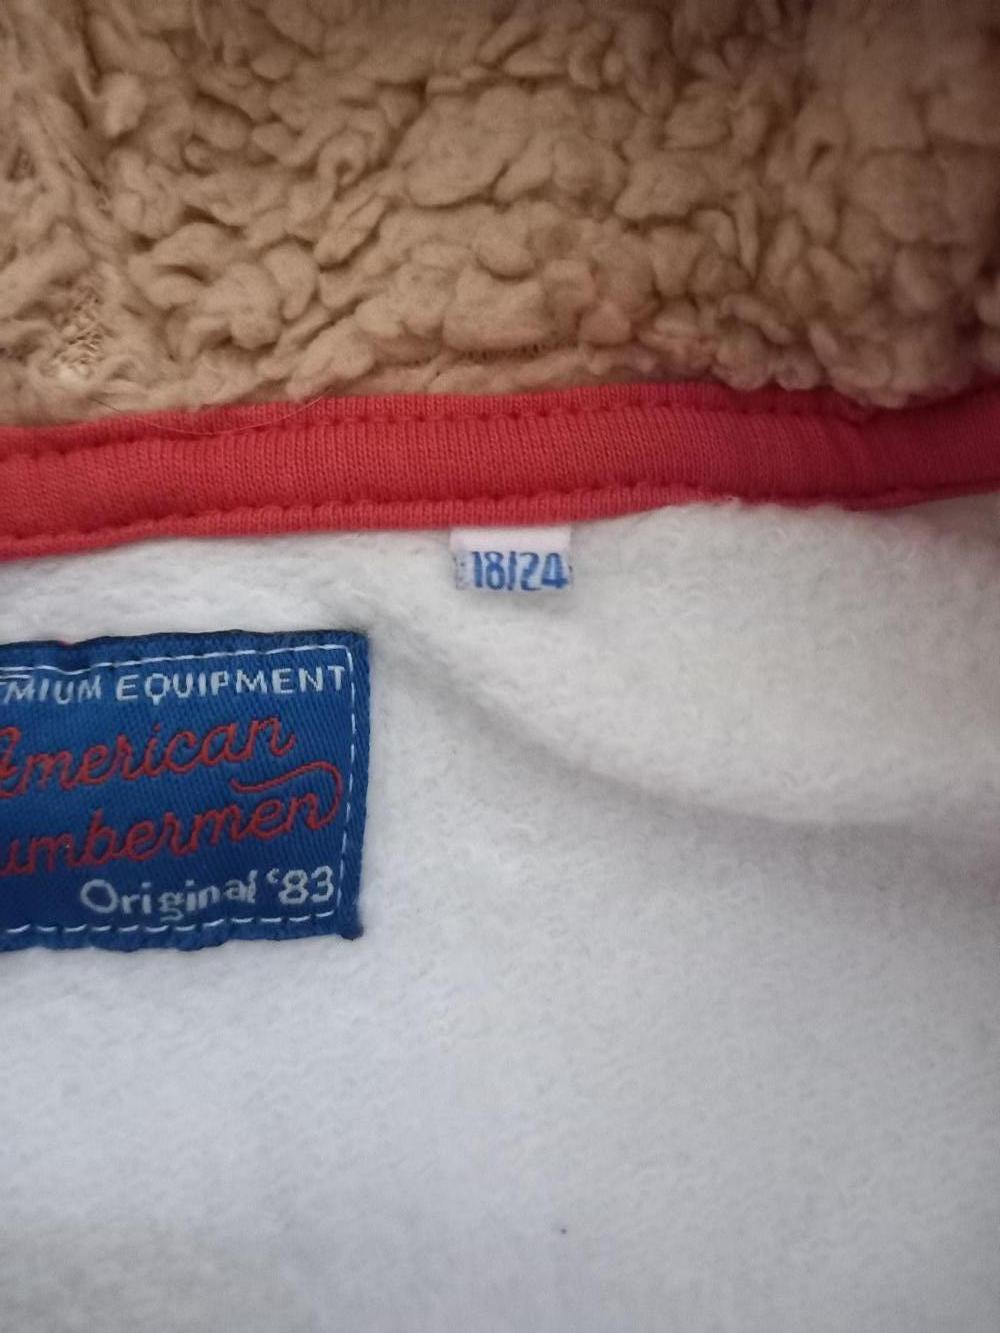 18/24
MIUM EQUIPMENT
American
umbermen
Original '83